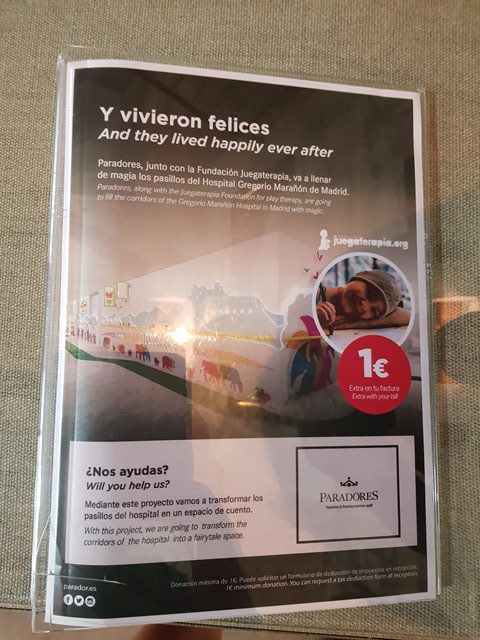 Y vivieron felices
And they lived happily ever after
Paradores, junto con la Fundación Juegaterapia, va a llenar
de magia los pasillos del Hospital Gregorio Marañón de Madrid.
Paradores, along with the Juegaterapia Foundation for play therapy, are going
to fill the corridors of the Gregorio Marañón Hospital in Madrid with magic.
juegaterapia.org
1€
Extra en tu factura
Extra with your bill
¿Nos ayudas?
Will you help us?
Mediante este proyecto vamos a transformar los
pasillos del hospital en un espacio de cuento.
With this project, we are going to transform the
corridors of the hospital into a fairytale space.
PARADORES
Hoteles & Restaurantes 1928
Donación mínima de 1€. Puede solicitar un formulario de deducción de impuestos en recepción.
1€ minimum donation. You can request a tax deduction form at reception.
parador.es